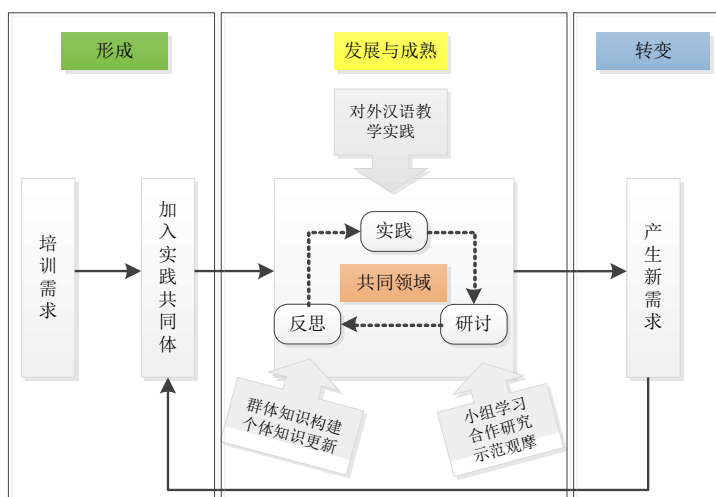 形成
发展与成熟
转变
对外汉语教
学实践
培训需求
加入实践共同体
实践
共同领域
反思
研讨
产生新需求
群体知识构建
个体知识更新
小组学习
合作研究
示范观摩